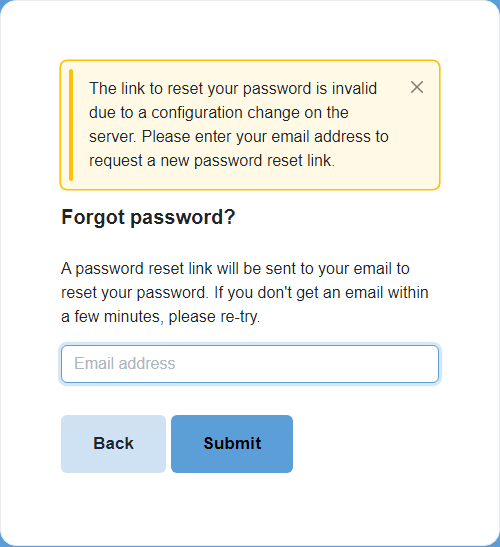 The link to reset your password is invalid
due to a configuration change on the
server. Please enter your email address to
request a new password reset link.
Forgot password?
A password reset link will be sent to your email to
reset your password. If you don't get an email within
a few minutes, please re-try.
Email address
Back Submit